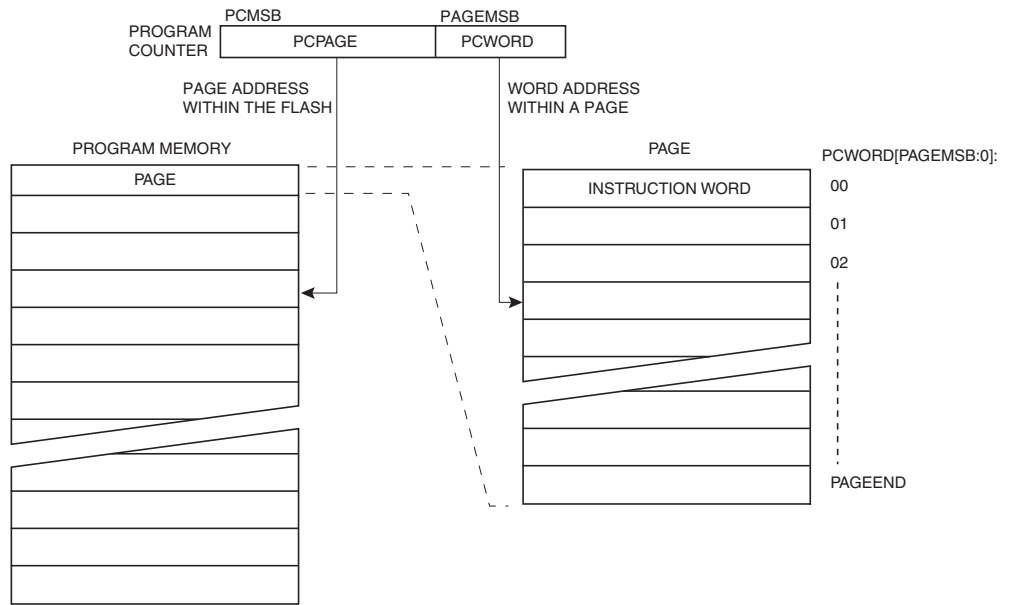 PCMSB
PAGEMSB
PROGRAM
COUNTER
PCPAGE
PCWORD
PAGE ADDRESS
WITHIN THE FLASH
WORD ADDRESS
WITHIN A PAGE
PROGRAM MEMORY
PAGE
PAGE
PCWORD[PAGEMSB:0]:
INSTRUCTION WORD
00
01
02
PAGEEND